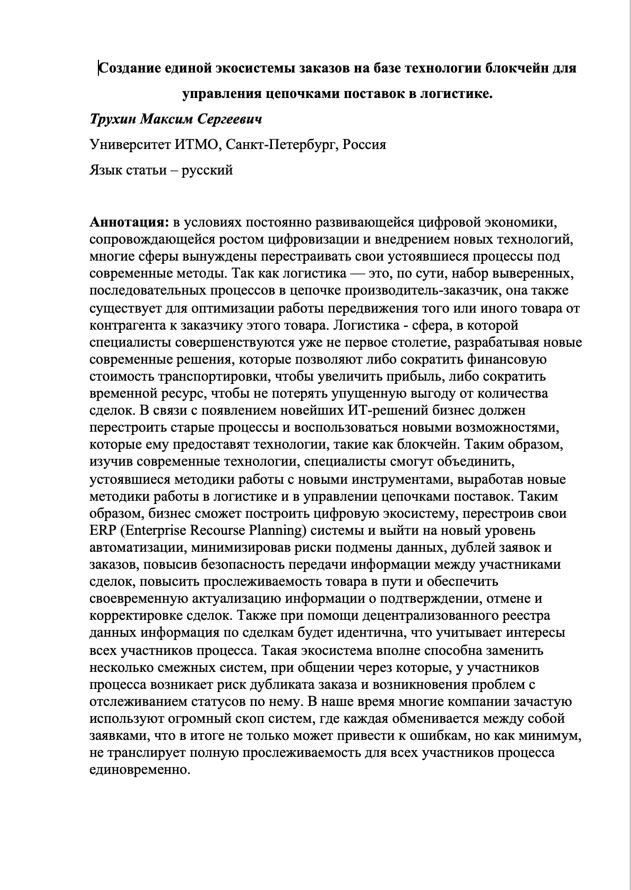 Создание единой экосистемы заказов на базе технологии блокчейн для
управления цепочками поставок в логистике.
Трухин Максим Сергеевич
Университет ИТМО, Санкт-Петербург, Россия
Язык статьи – русский
Аннотация: в условиях постоянно развивающейся цифровой экономики,
сопровождающейся ростом цифровизации и внедрением новых технологий,
многие сферы вынуждены перестраивать свои устоявшиеся процессы под
современные методы. Так как логистика — это, по сути, набор выверенных,
последовательных процессов в цепочке производитель-заказчик, она также
существует для оптимизации работы передвижения того или иного товара от
контрагента к заказчику этого товара. Логистика - сфера, в которой
специалисты совершенствуются уже не первое столетие, разрабатывая новые
современные решения, которые позволяют либо сократить финансовую
стоимость транспортировки, чтобы увеличить прибыль, либо сократить
временной ресурс, чтобы не потерять упущенную выгоду от количества
сделок. В связи с появлением новейших ИТ-решений бизнес должен
перестроить старые процессы и воспользоваться новыми возможностями,
которые ему предоставят технологии, такие как блокчейн. Таким образом,
изучив современные технологии, специалисты смогут объединить,
устоявшиеся методики работы с новыми инструментами, выработав новые
методики работы в логистике и в управлении цепочками поставок. Таким
образом, бизнес сможет построить цифровую экосистему, перестроив свои
ERP (Enterprise Recourse Planning) системы и выйти на новый уровень
автоматизации, минимизировав риски подмены данных, дублей заявок и
заказов, повысив безопасность передачи информации между участниками
сделок, повысить прослеживаемость товара в пути и обеспечить
своевременную актуализацию информации о подтверждении, отмене и
корректировке сделок. Также при помощи децентрализованного реестра
данных информация по сделкам будет идентична, что учитывает интересы
всех участников процесса. Такая экосистема вполне способна заменить
несколько смежных систем, при общении через которые, у участников
процесса возникает риск дубликата заказа и возникновения проблем с
отслеживанием статусов по нему. В наше время многие компании зачастую
используют огромный скоп систем, где каждая обменивается между собой
заявками, что в итоге не только может привести к ошибкам, но как минимум,
не транслирует полную прослеживаемость для всех участников процесса
единовременно.